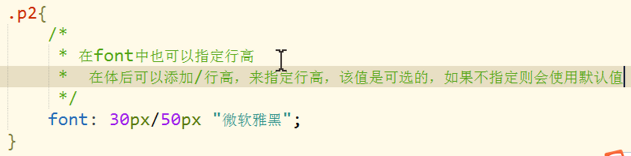 .p2{
/*
* 在font中也可以指定行高
* 在体后可以添加/行高，来指定行高，该值是可选的，如果不指定则会使用默认值
*/
font: 30px/50px "微软雅黑";
}